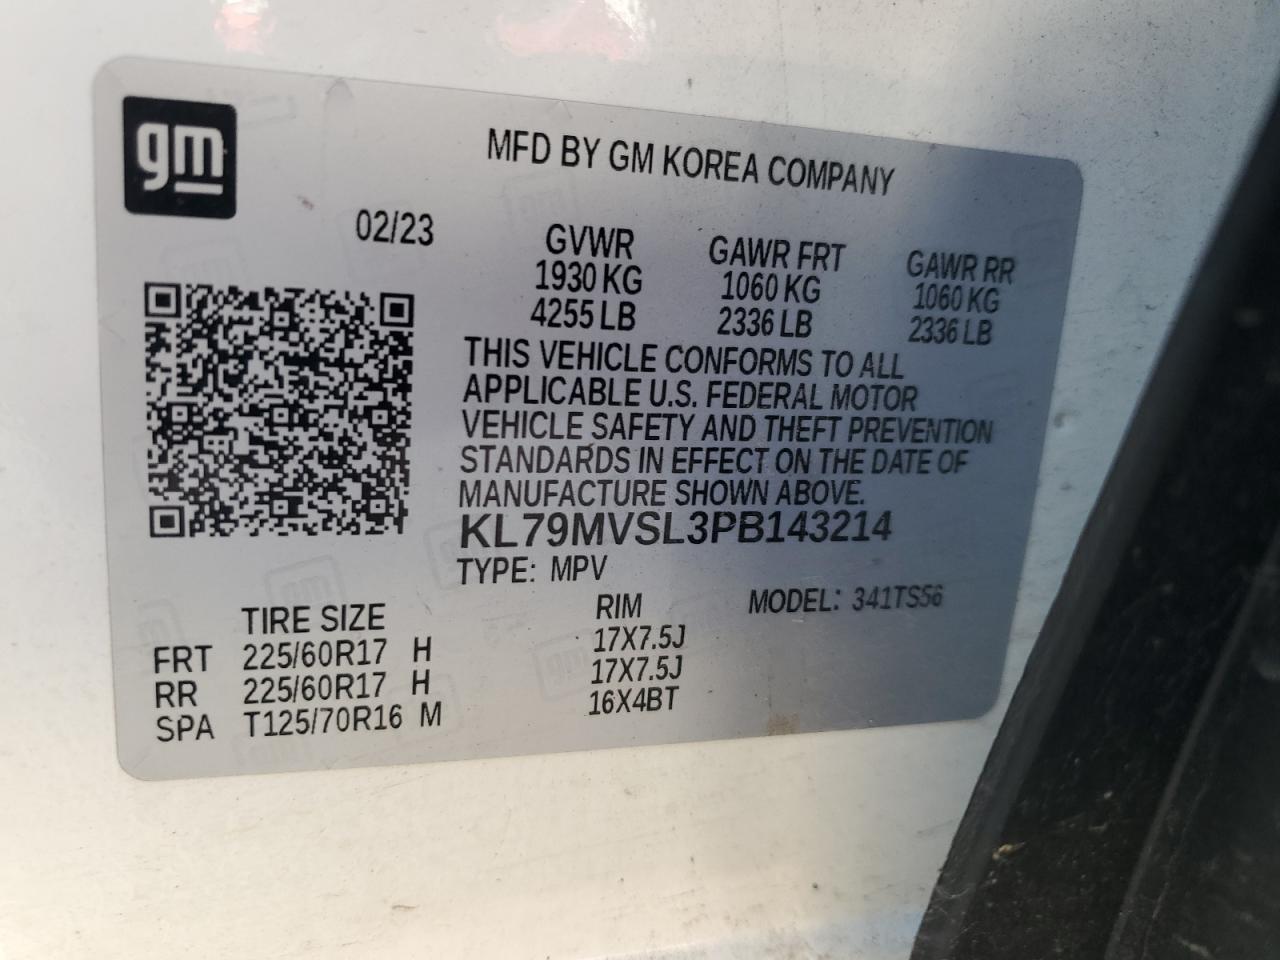 gm
MFD BY GM KOREA COMPANY
02/23
GVWR GAWR FRT GAWR RR
1930 KG 1060 KG 1060 KG
4255 LB 2336 LB 2336 LB
THIS VEHICLE CONFORMS TO ALL
APPLICABLE U.S. FEDERAL MOTOR
VEHICLE SAFETY AND THEFT PREVENTION
STANDARDS IN EFFECT ON THE DATE OF
MANUFACTURE SHOWN ABOVE.
KL79MVSL3PB143214
TYPE: MPV
TIRE SIZE RIM MODEL: 341TS56
FRT 225/60R17 H 17X7.5J
RR 225/60R17 H 17X7.5J
SPA T125/70R16 M 16X4BT